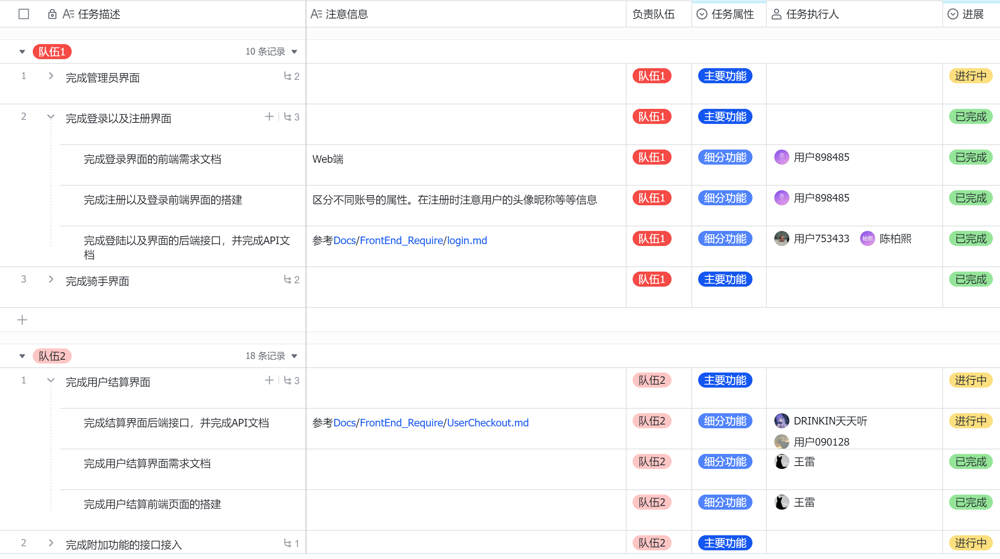 任务描述 注意信息 负责队伍 任务属性 任务执行人 进展
队伍1 10 条记录
1 完成管理员界面 2 队伍1 主要功能 进行中
2 完成登录以及注册界面 3 队伍1 主要功能 已完成
完成登录界面的前端需求文档 Web端 队伍1 细分功能 用户898485 已完成
完成注册以及登录前端界面的搭建 区分不同账号的属性。在注册时注意用户的头像昵称等等信息 队伍1 细分功能 用户898485 已完成
完成登陆以及界面的后端接口，并完成API文 参考Docs/FrontEnd_Require/login.md 队伍1 细分功能 用户753433 柏熙 陈柏熙 已完成
档
3 完成骑手界面 2 队伍1 主要功能 已完成
队伍2 18 条记录
1 完成用户结算界面 3 队伍2 主要功能 进行中
完成结算界面后端接口，并完成API文档 参考Docs/FrontEnd_Require/UserCheckout.md 队伍2 细分功能 DRINKIN天天听 进行中
用户090128
完成用户结算界面需求文档 队伍2 细分功能 王雷 已完成
完成用户结算前端页面的搭建 队伍2 细分功能 王雷 已完成
2 完成附加功能的接口接入 1 队伍2 主要功能 进行中